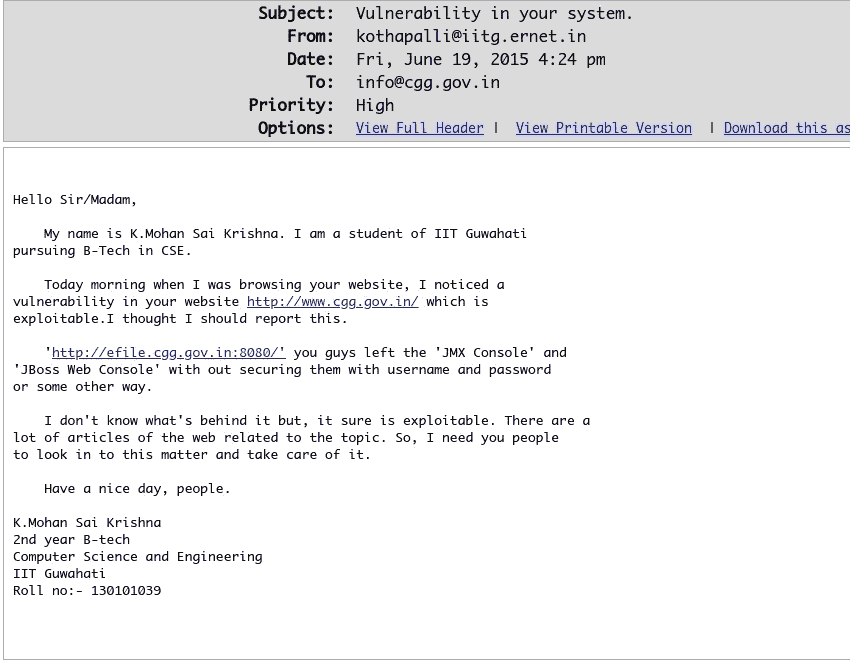 Subject: Vulnerability in your system.
From: kothapalli@iitg.ernet.in
Date: Fri, June 19, 2015 4:24 pm
To: info@cgg.gov.in
Priority: High
Options: View Full Header | View Printable Version | Download this as
Hello Sir/Madam,
My name is K.Mohan Sai Krishna. I am a student of IIT Guwahati
pursuing B-Tech in CSE.
Today morning when I was browsing your website, I noticed a
vulnerability in your website http://www.cgg.gov.in/ which is
exploitable.I thought I should report this.
'http://efile.cgg.gov.in:8080/' you guys left the 'JMX Console' and
'JBoss Web Console' with out securing them with username and password
or some other way.
I don't know what's behind it but, it sure is exploitable. There are a
lot of articles of the web related to the topic. So, I need you people
to look in to this matter and take care of it.
Have a nice day, people.
K.Mohan Sai Krishna
2nd year B-tech
Computer Science and Engineering
IIT Guwahati
Roll no:- 130101039